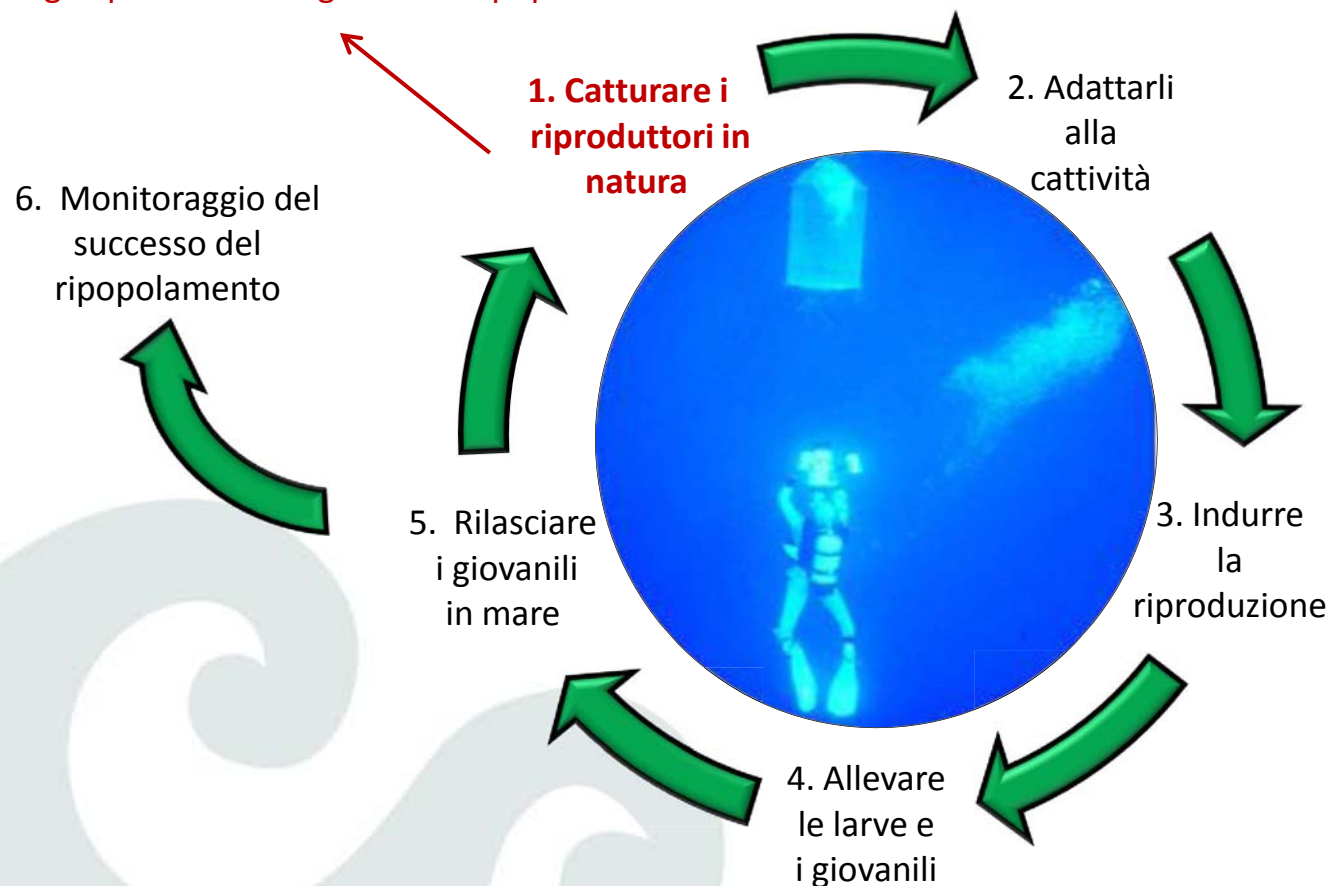 1. Catturare i
riproduttori in
natura
2. Adattarli
alla
cattività
3. Indurre
la
riproduzione
4. Allevare
le larve e
i giovanili
5. Rilasciare
i giovanili
in mare
6. Monitoraggio del
successo del
ripopolamento